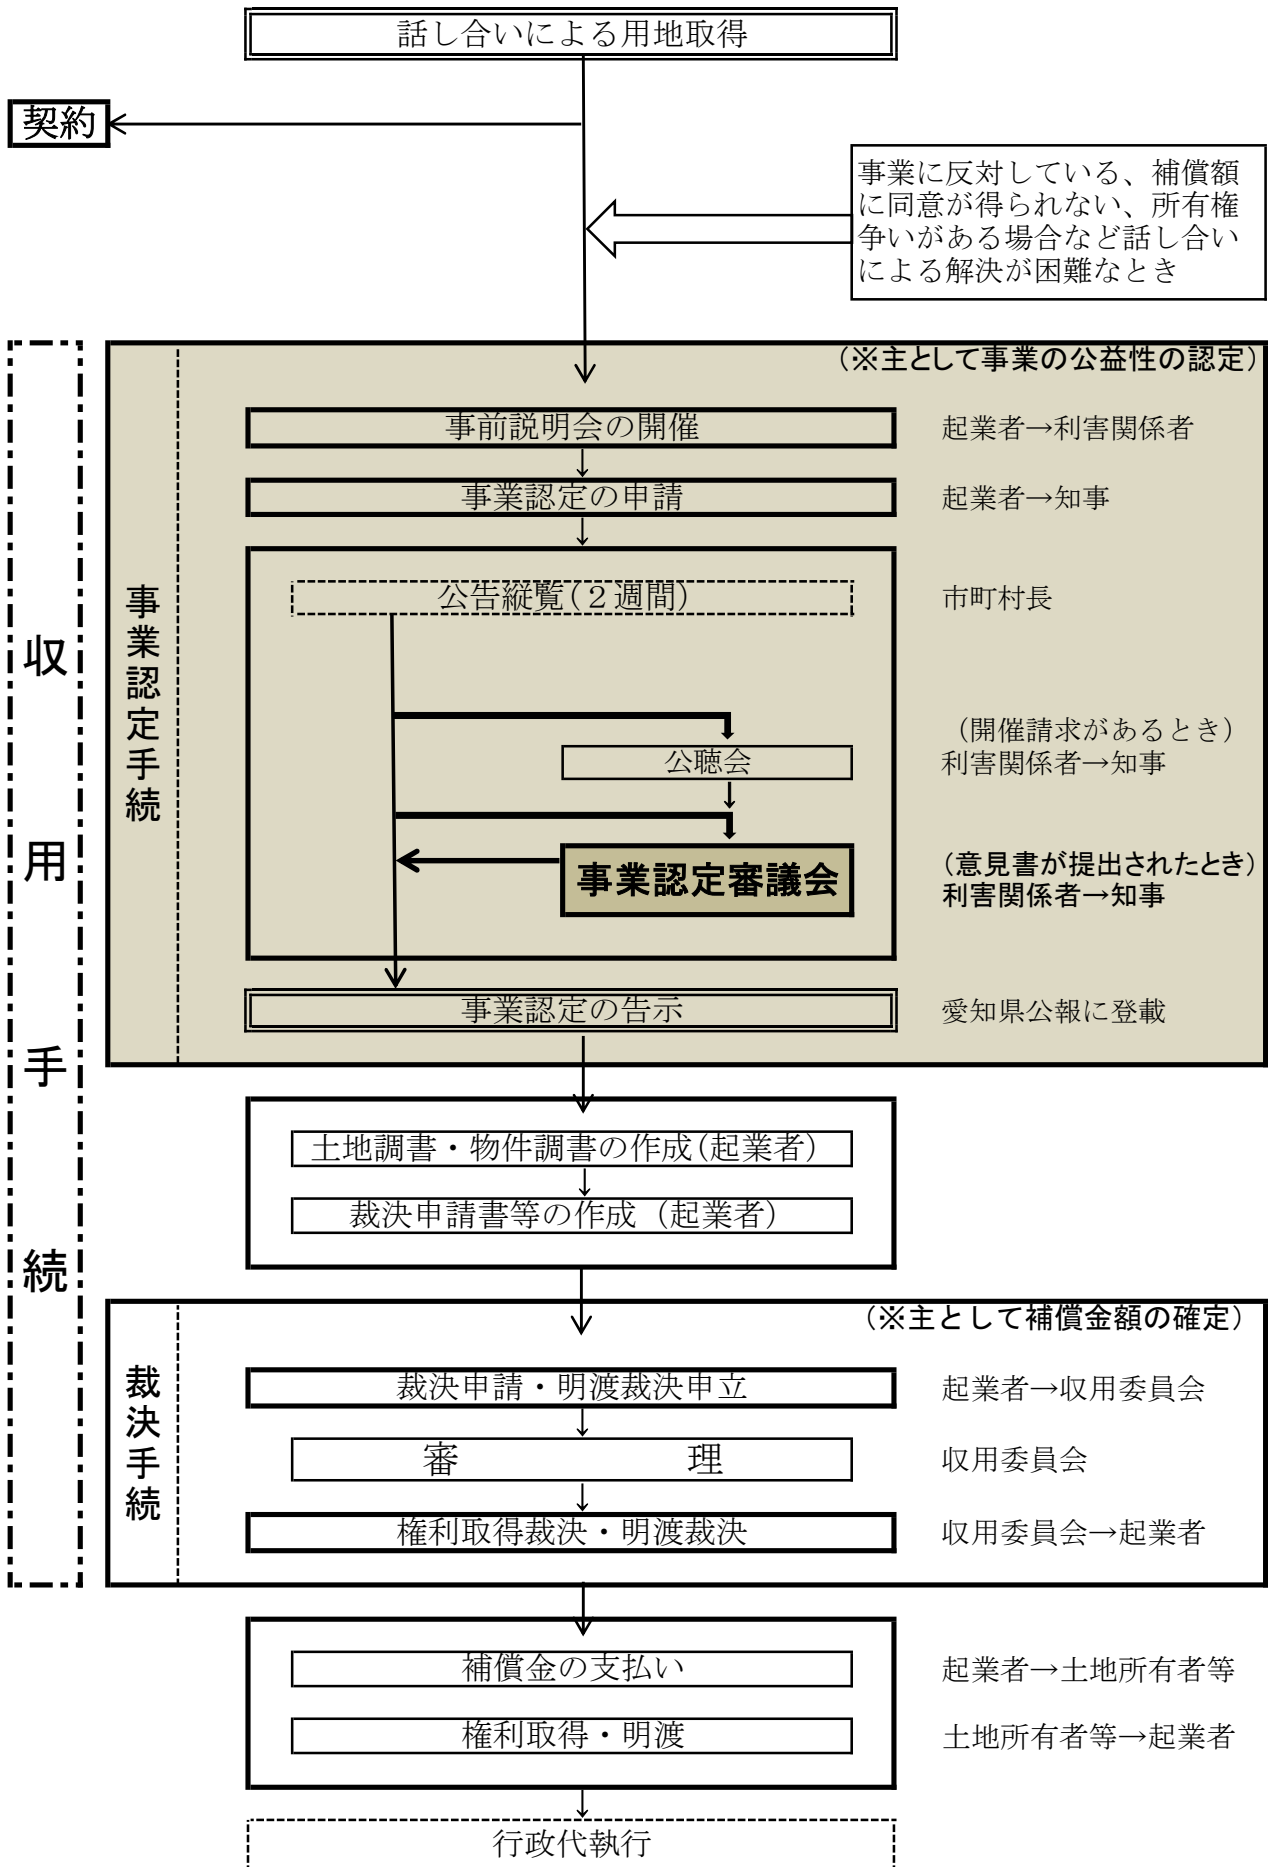 話し合いによる用地取得
契約
事業に反対している、補償額
に同意が得られない、所有権
争いがある場合など話し合い
による解決が困難なとき
収用手続
事業認定手続
(※主として事業の公益性の認定)
事前説明会の開催
起業者→利害関係者
事業認定の申請
起業者→知事
公告縦覧(２週間)
市町村長
(開催請求があるとき)
公聴会
利害関係者→知事
事業認定審議会
(意見書が提出されたとき)
利害関係者→知事
事業認定の告示
愛知県公報に登載
土地調書・物件調書の作成(起業者)
裁決申請書等の作成（起業者）
裁決手続
(※主として補償金額の確定)
裁決申請・明渡裁決申立
起業者→収用委員会
審　　　　　理
収用委員会
権利取得裁決・明渡裁決
収用委員会→起業者
補償金の支払い
起業者→土地所有者等
権利取得・明渡
土地所有者等→起業者
行政代執行